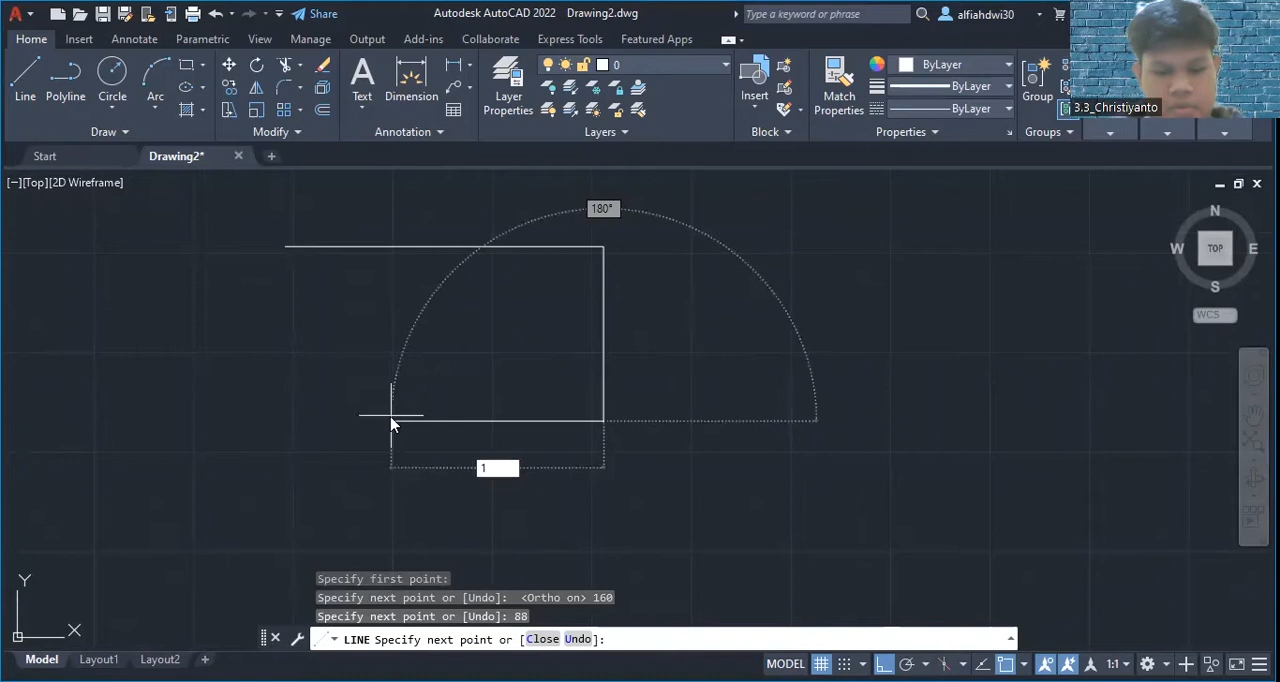 Share
Autodesk AutoCAD 2022 Drawing2.dwg
Type a keyword or phrase
alfiahdwi30
Home Insert Annotate Parametric View Manage Output Add-ins Collaborate Express Tools Featured Apps
Line Polyline Circle Arc
Text Dimension
Layer Properties
0
Insert
Match Properties
ByLayer
ByLayer
ByLayer
Group
3.3_Christiyanto
Draw Modify Annotation Layers Block Properties Groups
Start Drawing2*
[−][Top][2D Wireframe]
180°
N
W TOP E
S
WCS
1
Y
X
Specify first point:
Specify next point or [Undo]: <Ortho on> 160
Specify next point or [Undo]: 88
LINE Specify next point or [Close Undo]:
Model Layout1 Layout2 +
MODEL 1:1